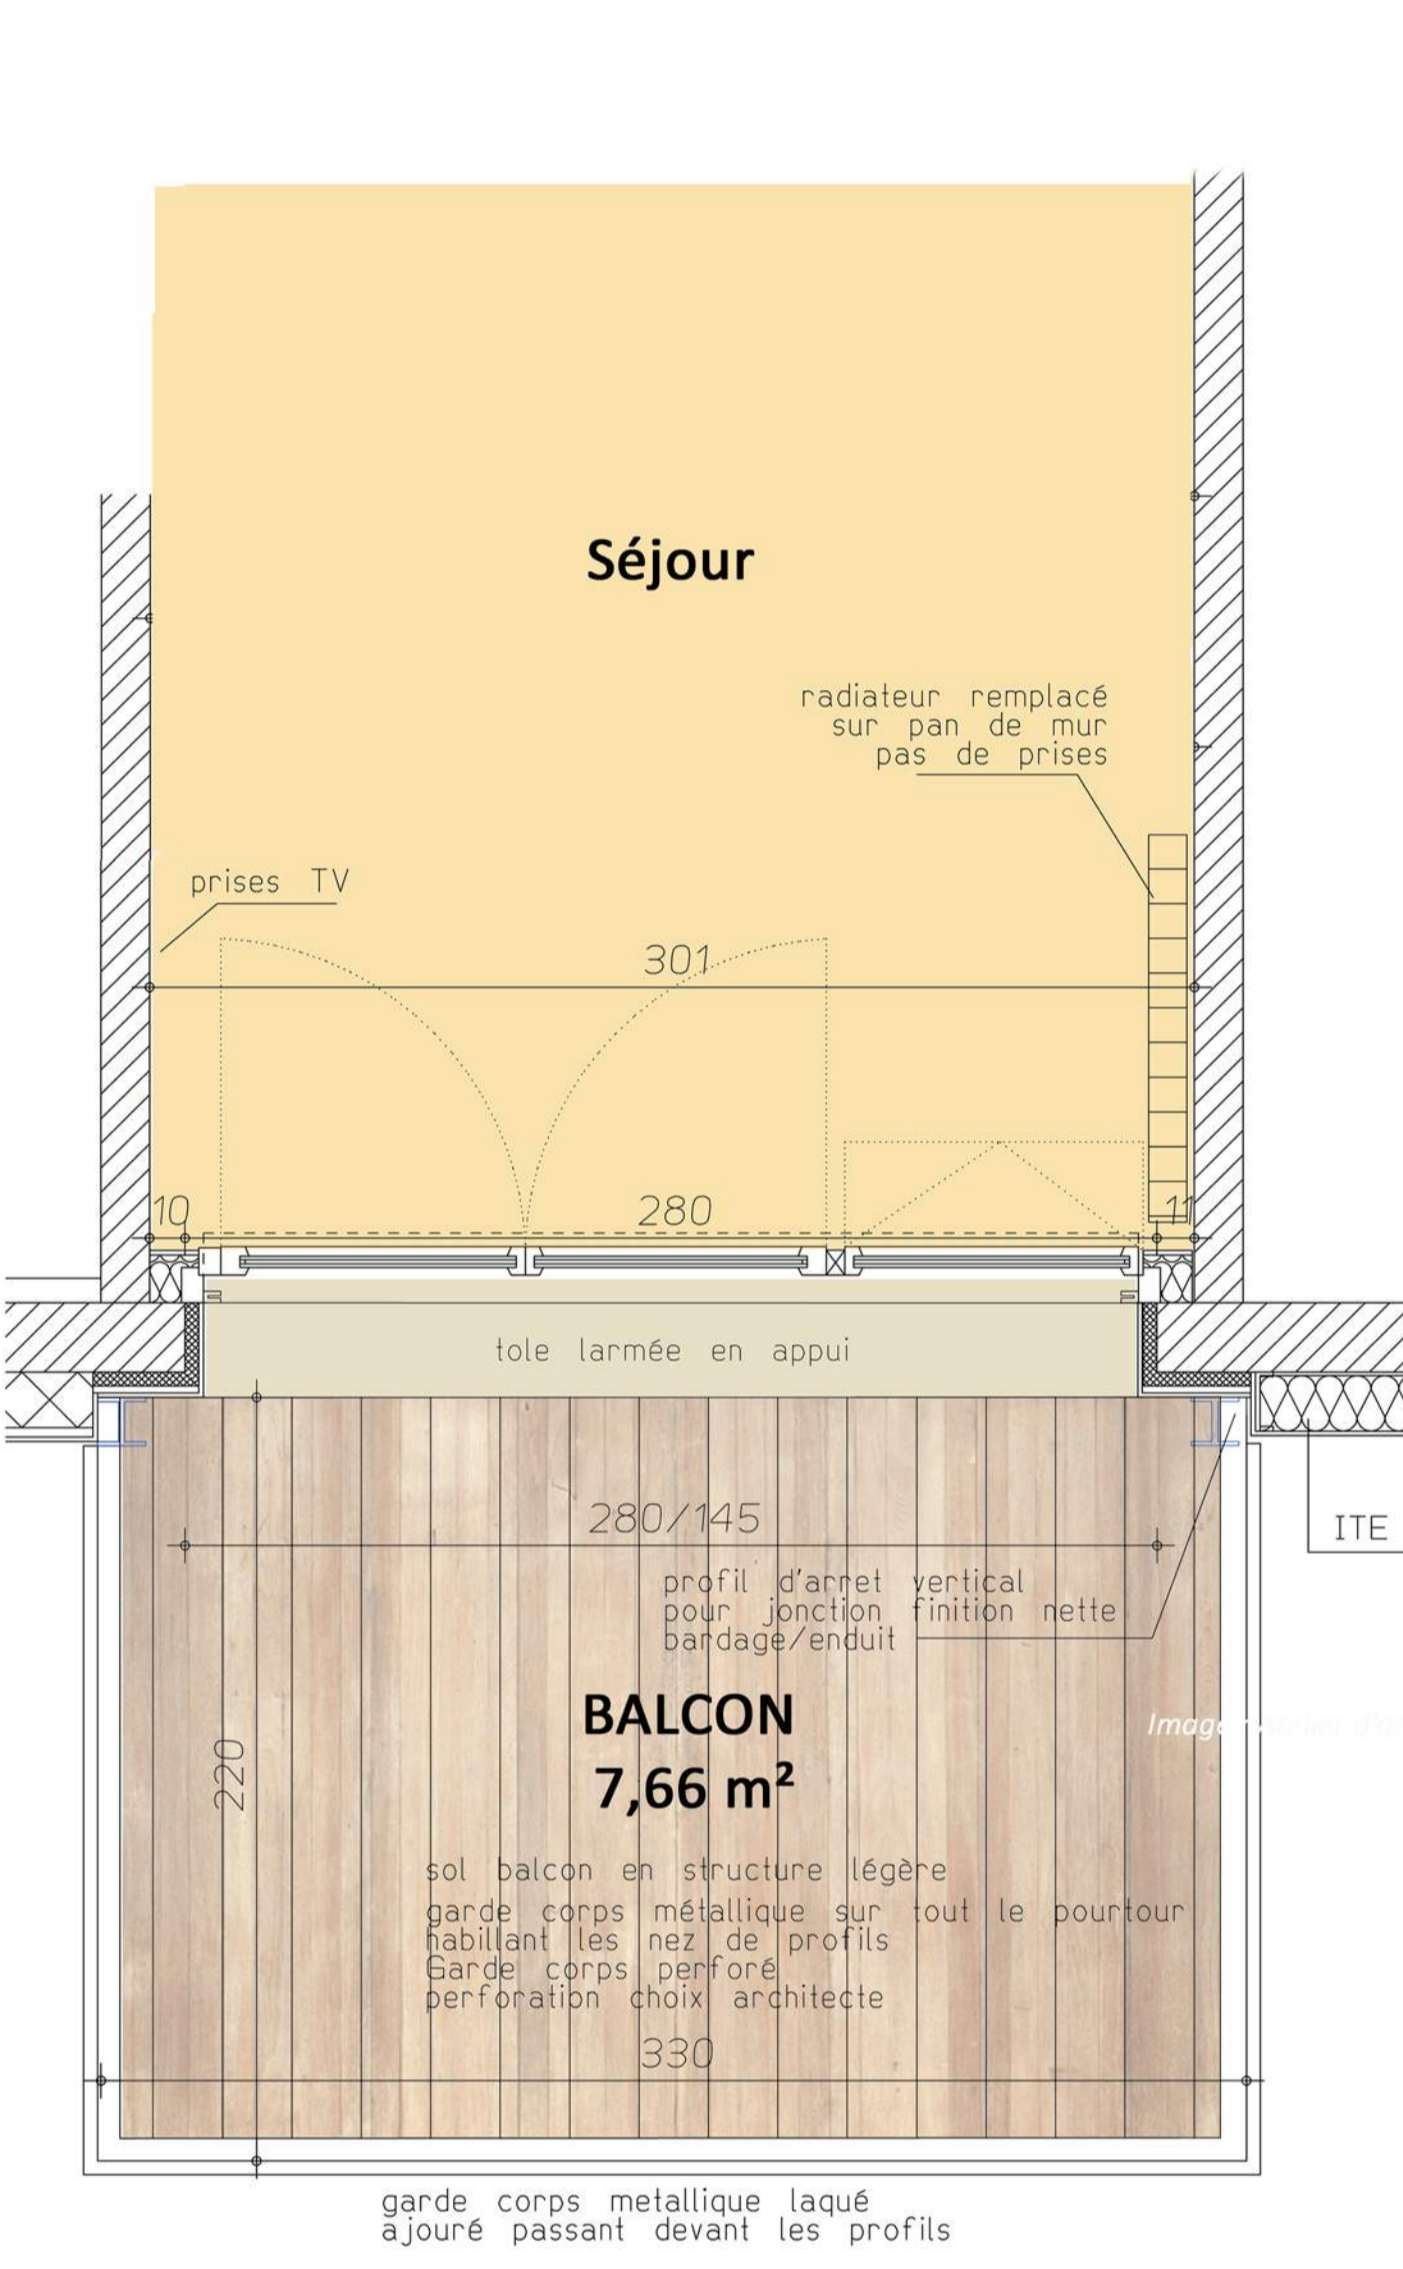 Séjour
radiateur remplacé
sur pan de mur
pas de prises
prises TV
301
10
280
11
tole larmée en appui
280/145
ITE
profil d'arret vertical
pour jonction finition nette
bardage/enduit
BALCON
7,66 m²
220
sol balcon en structure légère
garde corps métallique sur tout le pourtour
habillant les nez de profils
Garde corps perforé
perforation choix architecte
330
garde corps metallique laqué
ajouré passant devant les profils